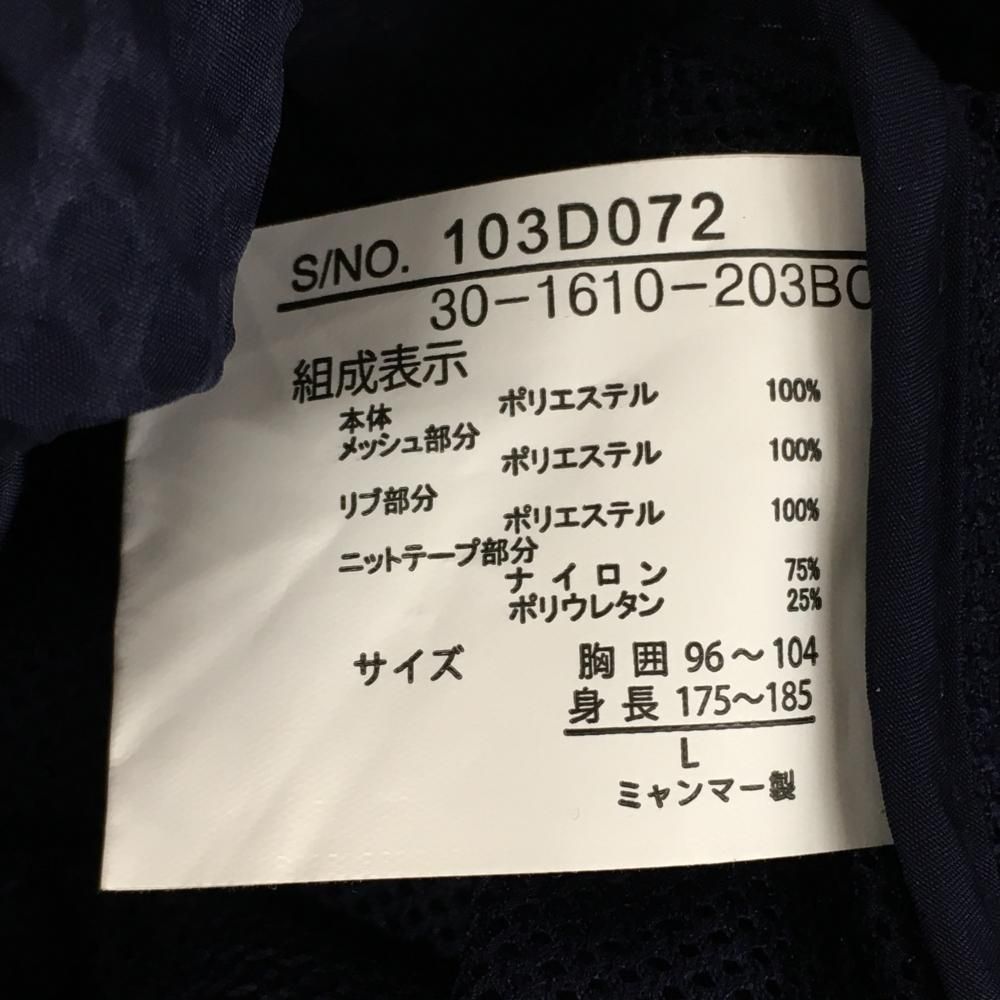 S/NO. 103D072
30-1610-203BC
組成表示
本体 ポリエステル 100%
メッシュ部分
ポリエステル 100%
リブ部分
ポリエステル 100%
ニットテープ部分
ナイロン 75%
ポリウレタン 25%
サイズ 胸囲 96～104
身長 175～185
L
ミャンマー製